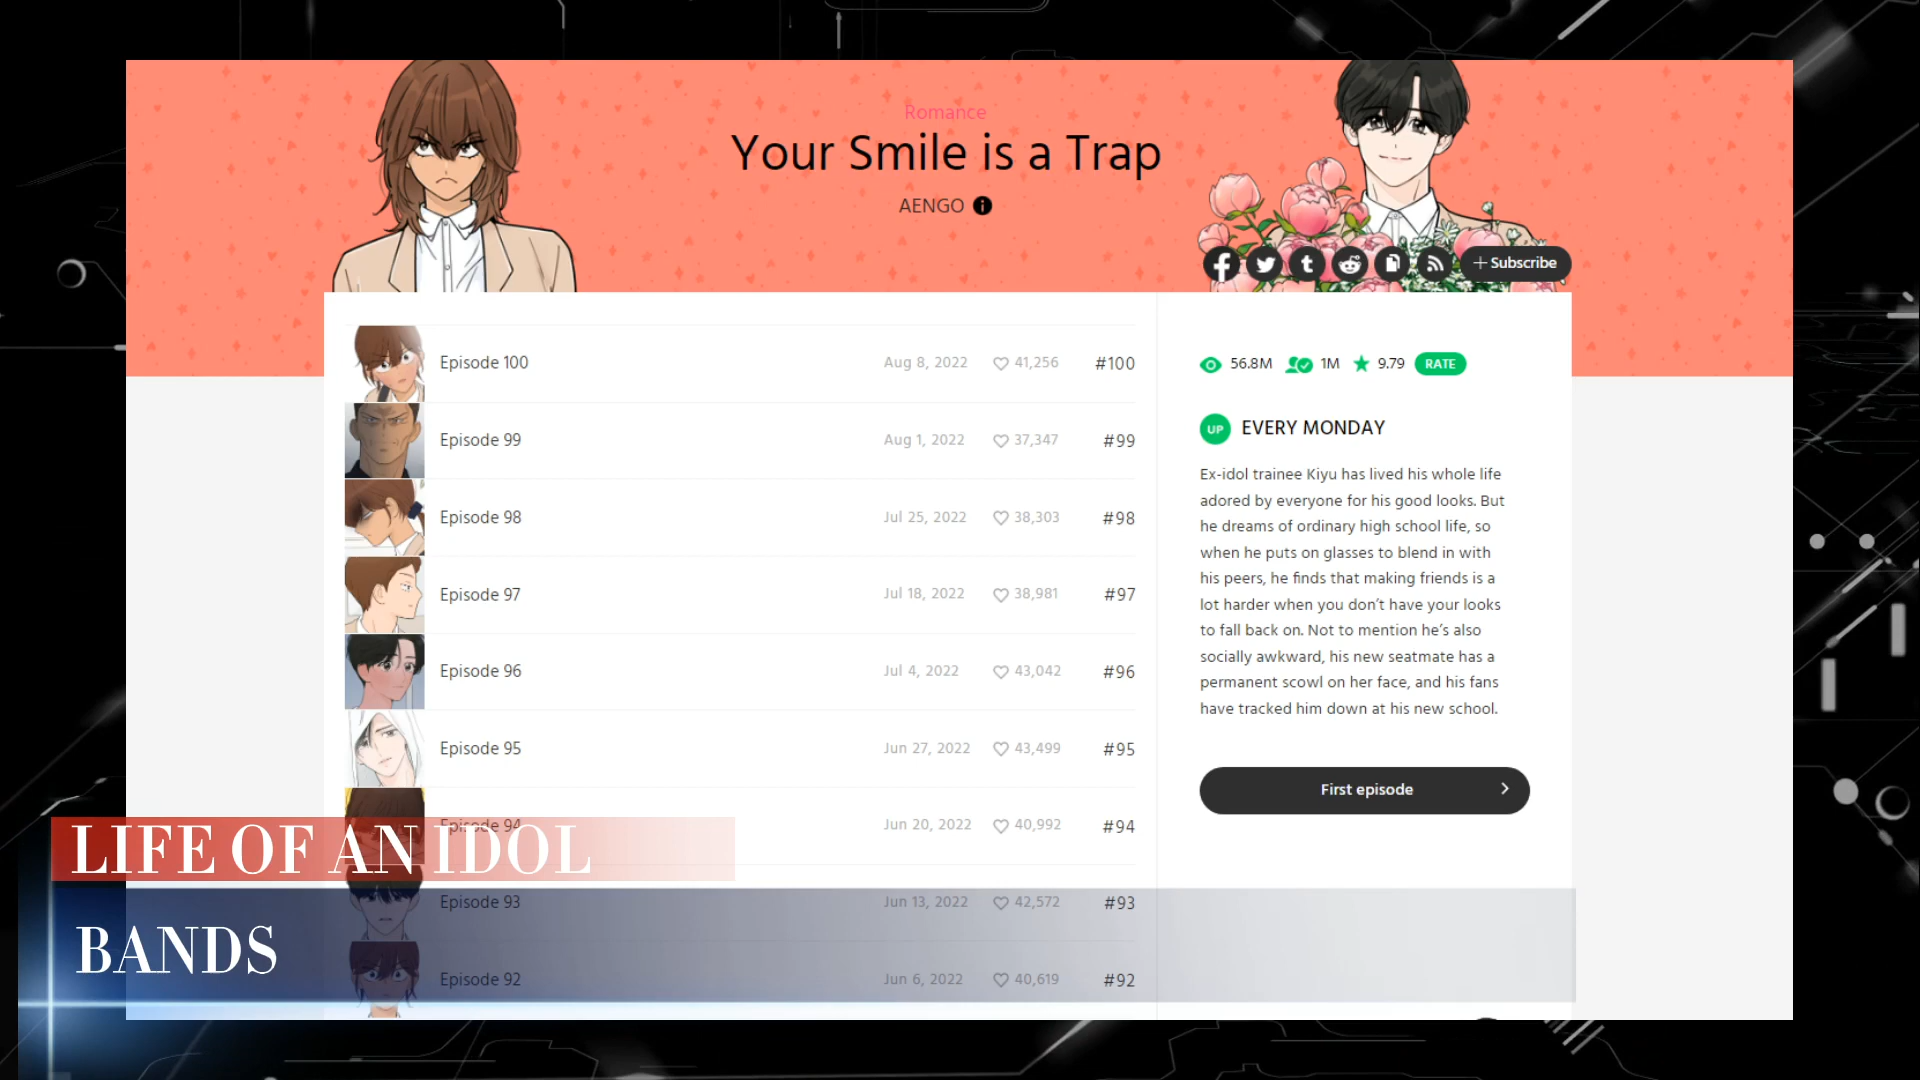 Romance
Your Smile is a Trap
AENGO
+ Subscribe
Episode 100 Aug 8, 2022 41,256 #100
Episode 99 Aug 1, 2022 37,347 #99
Episode 98 Jul 25, 2022 38,303 #98
Episode 97 Jul 18, 2022 38,981 #97
Episode 96 Jul 4, 2022 43,042 #96
Episode 95 Jun 27, 2022 43,499 #95
Episode 94 Jun 20, 2022 40,992 #94
Episode 93 Jun 13, 2022 42,572 #93
Episode 92 Jun 6, 2022 40,619 #92
56.8M 1M 9.79 RATE
UP EVERY MONDAY
Ex-idol trainee Kiyu has lived his whole life
adored by everyone for his good looks. But
he dreams of ordinary high school life, so
when he puts on glasses to blend in with
his peers, he finds that making friends is a
lot harder when you don’t have your looks
to fall back on. Not to mention he’s also
socially awkward, his new seatmate has a
permanent scowl on her face, and his fans
have tracked him down at his new school.
First episode
LIFE OF AN IDOL
BANDS